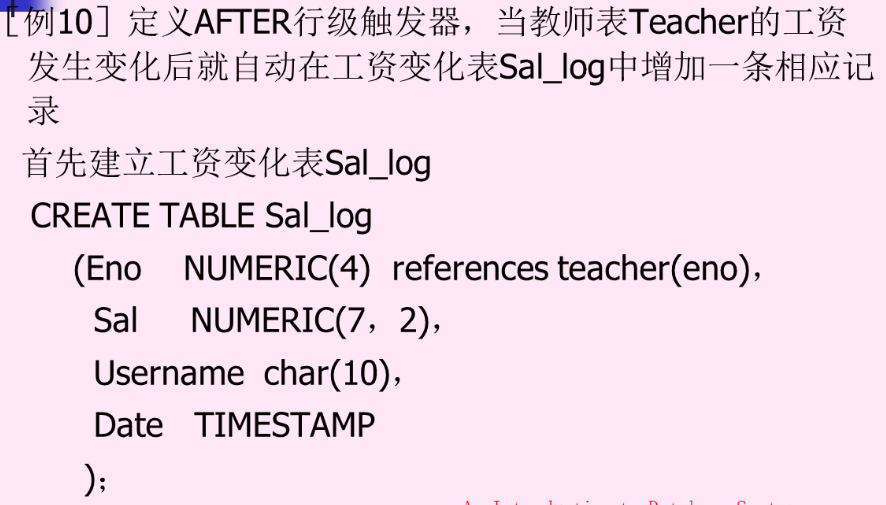 ［例10］定义AFTER行级触发器，当教师表Teacher的工资
发生变化后就自动在工资变化表Sal_log中增加一条相应记
录
首先建立工资变化表Sal_log
CREATE TABLE Sal_log
(Eno NUMERIC(4) references teacher(eno)，
Sal NUMERIC(7，2)，
Username char(10)，
Date TIMESTAMP
)；